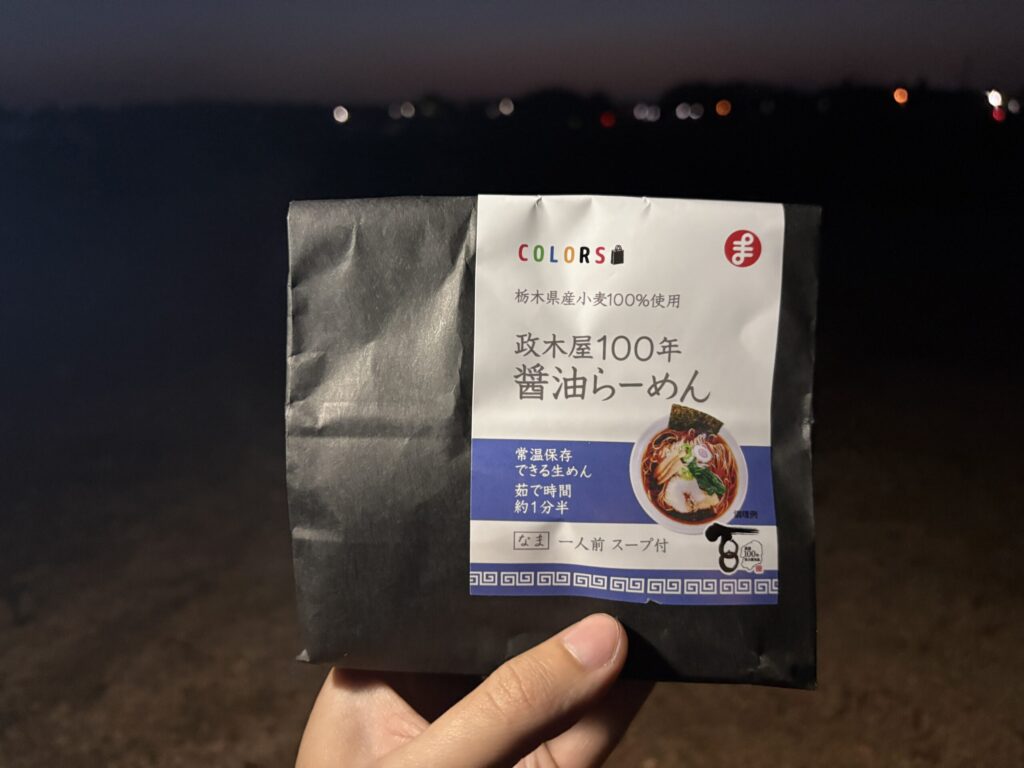 COLORS
栃木県産小麦100%使用
政木屋100年
醤油らーめん
常温保存
できる生めん
茹で時間
約1分半
調理例
なま 一人前 スープ付